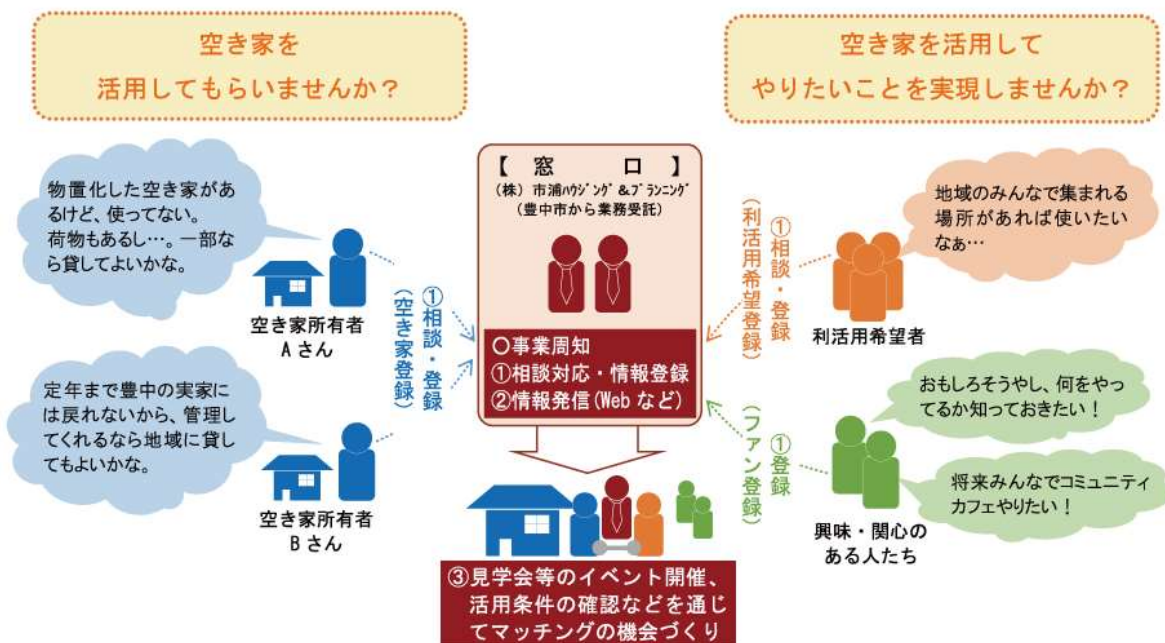 空き家を
活用してもらいませんか？
空き家を活用して
やりたいことを実現しませんか？
物置化した空き家があ
るけど、使ってない。
荷物もあるし…。一部な
ら貸してよいかな。
空き家所有者
Aさん
定年まで豊中の実家に
は戻れないから、管理し
てくれるなら地域に貸し
てもよいかな。
空き家所有者
Bさん
①相談・登録
(空き家登録)
【窓口】
(株)市浦ﾊｳｼﾞﾝｸﾞ&ﾌﾟﾗﾝﾆﾝｸﾞ
(豊中市から業務受託)
〇事業周知
①相談対応・情報登録
②情報発信(Webなど)
③見学会等のイベント開催、
活用条件の確認などを通じ
てマッチングの機会づくり
①相談・登録
(利活用希望登録)
地域のみんなで集まれる
場所があれば使いたい
なぁ…
利活用希望者
①登録
(ファン登録)
おもしろそうやし、何をやっ
てるか知っておきたい！
将来みんなでコミュニティ
カフェやりたい！
興味・関心の
ある人たち